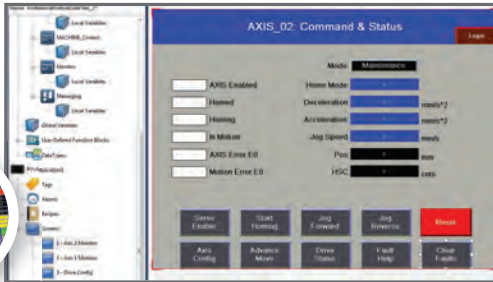 Local Variables
MACHINE_Control
Local Variables
Monitor
Local Variables
Messaging
Local Variables
Global Variables
User Defined Function Blocks
DataTypes
Tags
Alarms
Recipes
Screens
1 - Axis 1 Monitor
2 - Axis 2 Monitor
3 - Drive Config
AXIS_02: Command & Status
Login
Mode Maintenance
AXIS Enabled Home Mode
Homed Deceleration mm/s^2
Homing Acceleration mm/s^2
In Motion Jog Speed mm/s
AXIS Error E0 Pos mm
Motion Error E0 HSC cnts
Servo Enable
Start Homing
Jog Forward
Jog Reverse
Reset
Axis Config
Advance Move
Drive Status
Fault Help
Clear Faults